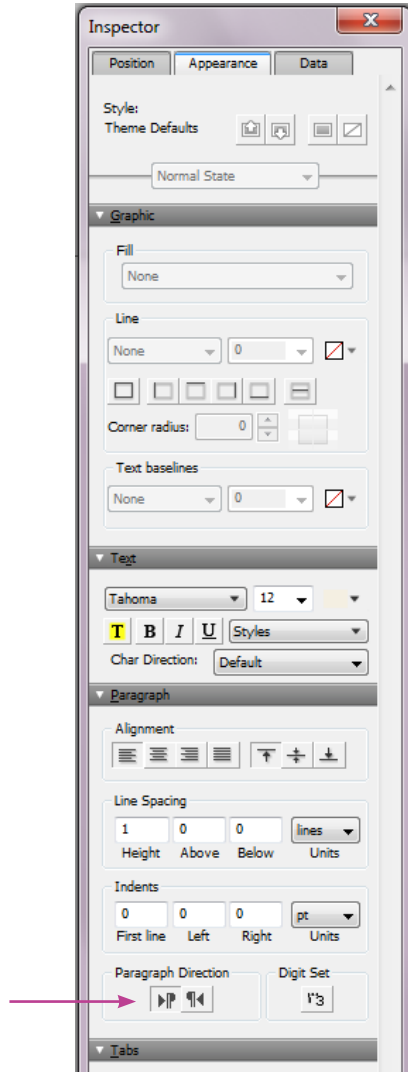 Inspector
Position Appearance Data
Style:
Theme Defaults
Normal State
Graphic
Fill
None
Line
None 0
Corner radius: 0
Text baselines
None 0
Text
Tahoma 12
T B I U Styles
Char Direction: Default
Paragraph
Alignment
Line Spacing
1 0 0 lines
Height Above Below Units
Indents
0 0 0 pt
First line Left Right Units
Paragraph Direction Digit Set
Tabs